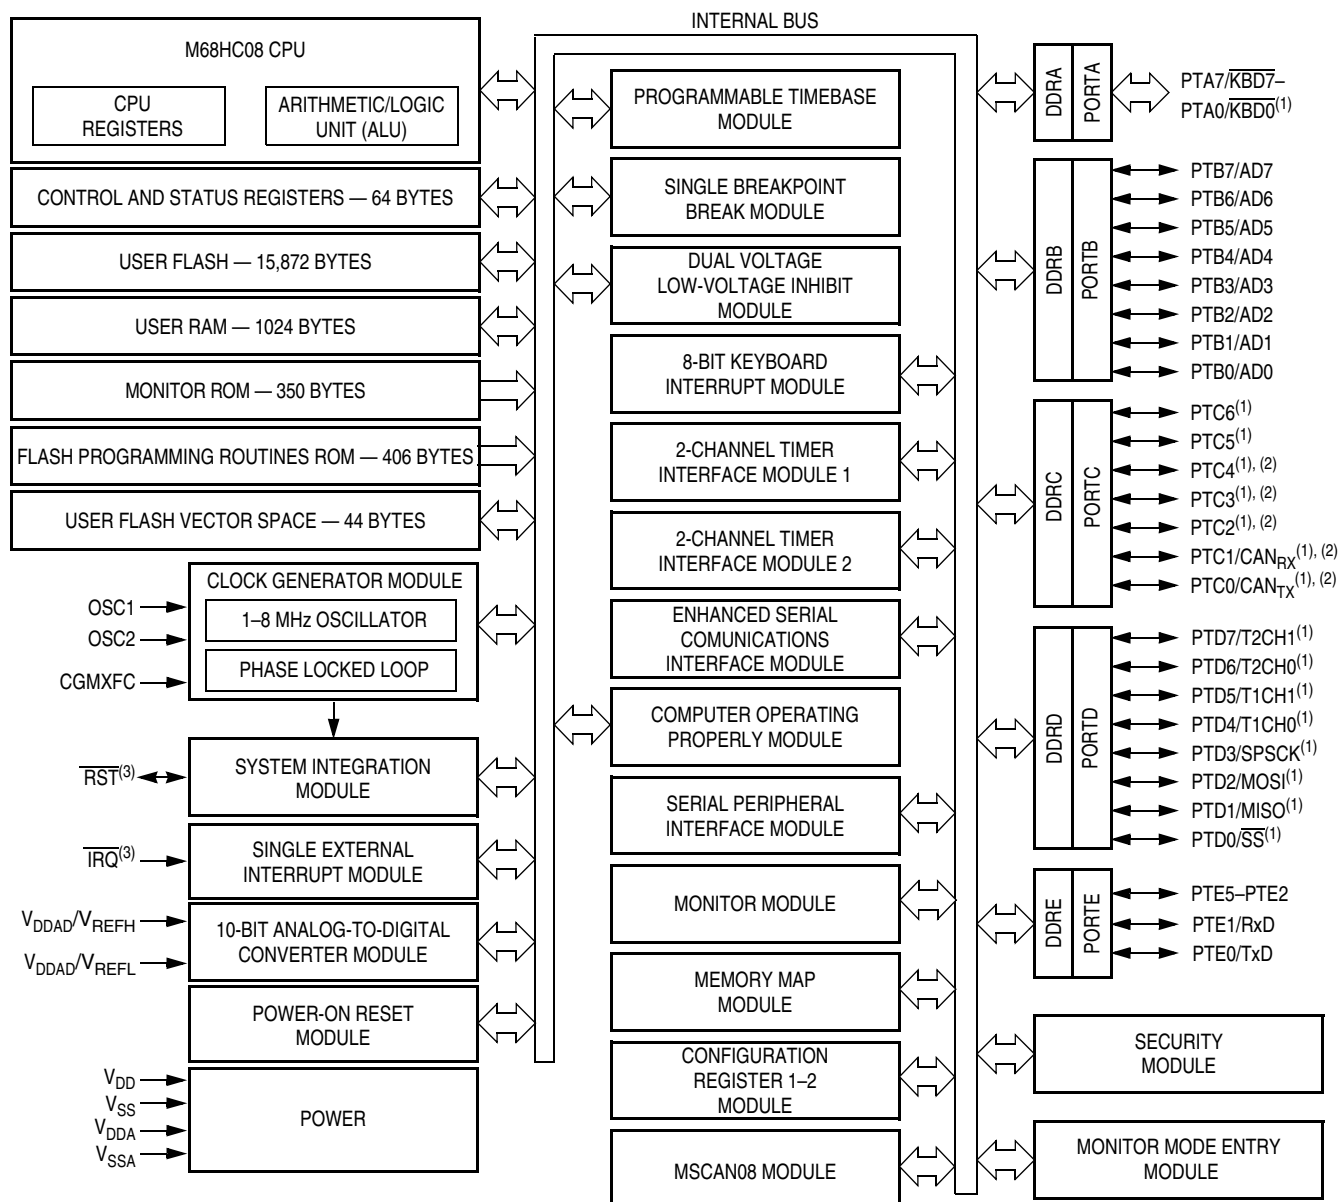 INTERNAL BUS
M68HC08 CPU
CPU
REGISTERS
ARITHMETIC/LOGIC
UNIT (ALU)
CONTROL AND STATUS REGISTERS — 64 BYTES
USER FLASH — 15,872 BYTES
USER RAM — 1024 BYTES
MONITOR ROM — 350 BYTES
FLASH PROGRAMMING ROUTINES ROM — 406 BYTES
USER FLASH VECTOR SPACE — 44 BYTES
CLOCK GENERATOR MODULE
1–8 MHz OSCILLATOR
PHASE LOCKED LOOP
OSC1
OSC2
CGMXFC
SYSTEM INTEGRATION
MODULE
RST(3)
SINGLE EXTERNAL
INTERRUPT MODULE
IRQ(3)
10-BIT ANALOG-TO-DIGITAL
CONVERTER MODULE
VDDAD/VREFH
VDDAD/VREFL
POWER-ON RESET
MODULE
POWER
VDD
VSS
VDDA
VSSA
PROGRAMMABLE TIMEBASE
MODULE
SINGLE BREAKPOINT
BREAK MODULE
DUAL VOLTAGE
LOW-VOLTAGE INHIBIT
MODULE
8-BIT KEYBOARD
INTERRUPT MODULE
2-CHANNEL TIMER
INTERFACE MODULE 1
2-CHANNEL TIMER
INTERFACE MODULE 2
ENHANCED SERIAL
COMUNICATIONS
INTERFACE MODULE
COMPUTER OPERATING
PROPERLY MODULE
SERIAL PERIPHERAL
INTERFACE MODULE
MONITOR MODULE
MEMORY MAP
MODULE
CONFIGURATION
REGISTER 1–2
MODULE
MSCAN08 MODULE
DDRA
PORTA
PTA7/KBD7–
PTA0/KBD0(1)
DDRB
PORTB
PTB7/AD7
PTB6/AD6
PTB5/AD5
PTB4/AD4
PTB3/AD3
PTB2/AD2
PTB1/AD1
PTB0/AD0
DDRC
PORTC
PTC6(1)
PTC5(1)
PTC4(1), (2)
PTC3(1), (2)
PTC2(1), (2)
PTC1/CANRX(1), (2)
PTC0/CANTX(1), (2)
DDRD
PORTD
PTD7/T2CH1(1)
PTD6/T2CH0(1)
PTD5/T1CH1(1)
PTD4/T1CH0(1)
PTD3/SPSCK(1)
PTD2/MOSI(1)
PTD1/MISO(1)
PTD0/SS(1)
DDRE
PORTE
PTE5–PTE2
PTE1/RxD
PTE0/TxD
SECURITY
MODULE
MONITOR MODE ENTRY
MODULE